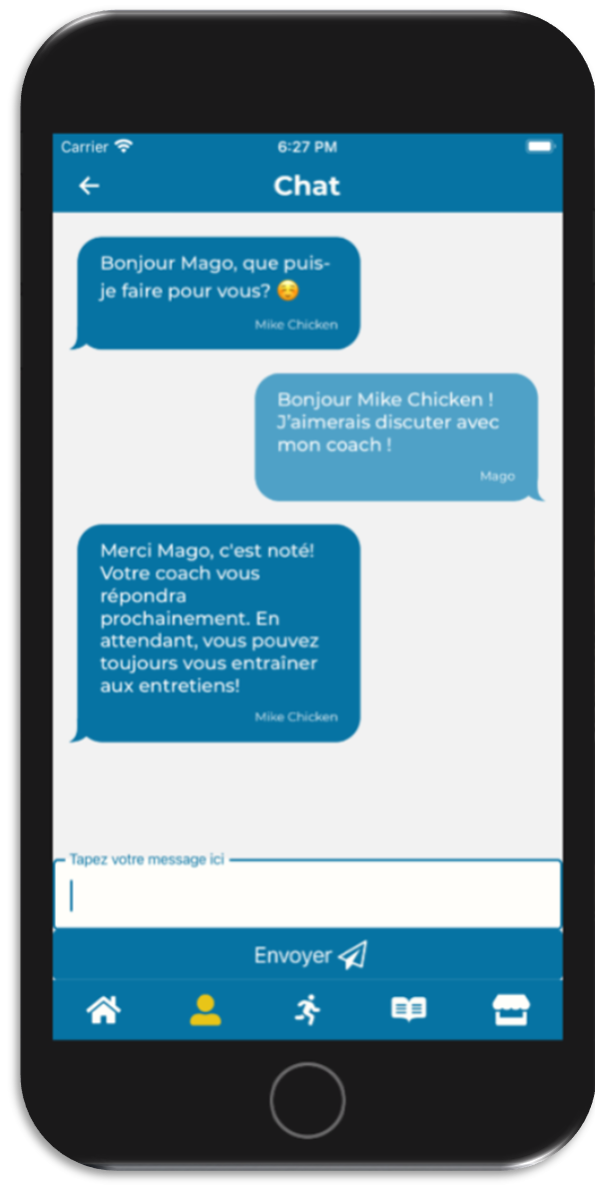 Carrier
6:27 PM
Chat
Bonjour Mago, que puis-
je faire pour vous? ☺️
Mike Chicken
Bonjour Mike Chicken !
J'aimerais discuter avec
mon coach !
Mago
Merci Mago, c'est noté!
Votre coach vous
répondra
prochainement. En
attendant, vous pouvez
toujours vous entraîner
aux entretiens!
Mike Chicken
Tapez votre message ici
Envoyer